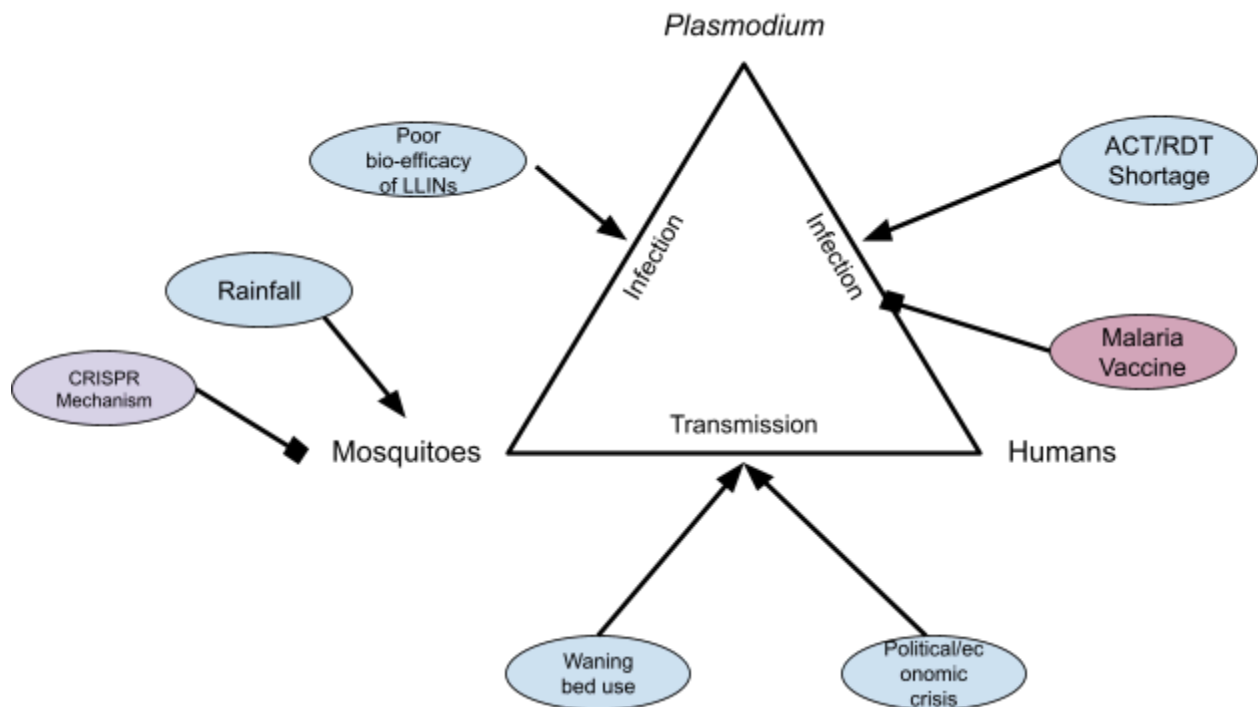 Plasmodium
Poor
bio-efficacy
of LLINs
ACT/RDT
Shortage
Infection
Infection
Rainfall
Malaria
Vaccine
CRISPR
Mechanism
Transmission
Mosquitoes
Humans
Waning
bed use
Political/ec
onomic
crisis